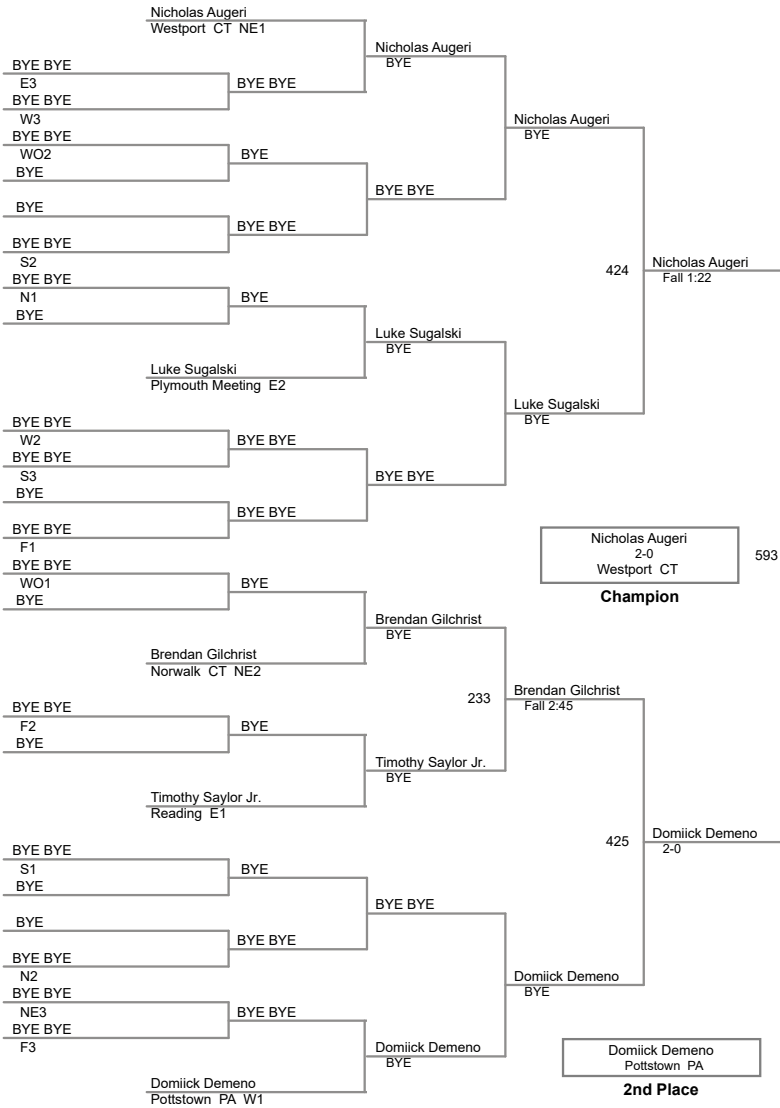 Nicholas Augeri
Westport CT NE1
Nicholas Augeri
BYE
BYE BYE
E3
BYE BYE
BYE BYE
W3
Nicholas Augeri
BYE
BYE BYE
WO2
BYE
BYE
BYE BYE
BYE
BYE BYE
BYE BYE
S2
424
Nicholas Augeri
Fall 1:22
BYE BYE
N1
BYE
BYE
Luke Sugalski
BYE
Luke Sugalski
Plymouth Meeting E2
Luke Sugalski
BYE
BYE BYE
W2
BYE BYE
BYE BYE
S3
BYE BYE
BYE
BYE BYE
BYE BYE
F1
Nicholas Augeri
2-0
Westport CT
593
Champion
BYE BYE
WO1
BYE
BYE
Brendan Gilchrist
BYE
Brendan Gilchrist
Norwalk CT NE2
233
Brendan Gilchrist
Fall 2:45
BYE BYE
F2
BYE
BYE
Timothy Saylor Jr.
BYE
Timothy Saylor Jr.
Reading E1
425
Domiick Demeno
2-0
BYE BYE
S1
BYE
BYE
BYE BYE
BYE
BYE BYE
BYE BYE
N2
Domiick Demeno
BYE
BYE BYE
NE3
BYE BYE
BYE BYE
F3
Domiick Demeno
BYE
Domiick Demeno
Pottstown PA W1
Domiick Demeno
Pottstown PA
2nd Place